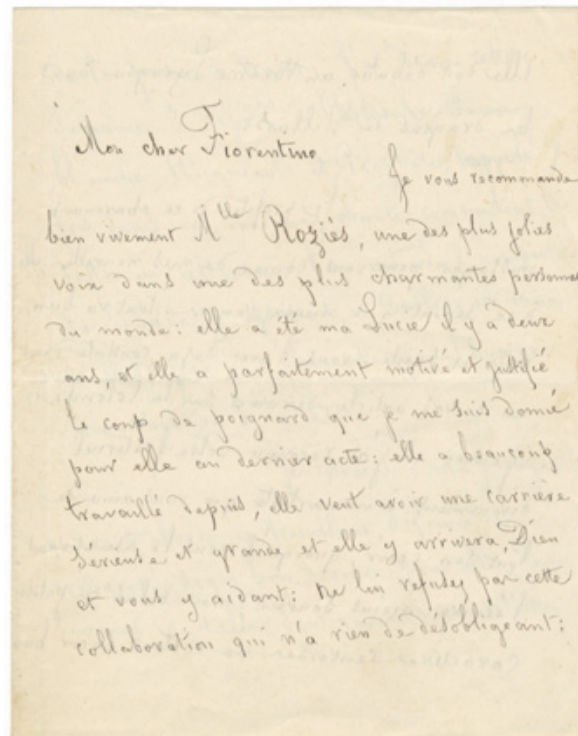 Mon cher Fiorentino
Je vous recommande
bien vivement Mlle Roziés, une des plus jolies
voix dans une des plus charmantes personnes
du monde : elle a été ma Lucie il y a deux
ans, et elle a parfaitement motivé et justifié
le coup de poignard que je me suis donné
pour elle au dernier acte : elle a beaucoup
travaillé depuis, elle veut avoir une carrière
sérieuse et grande et elle y arrivera, Dieu
et vous y aidant : ne lui refusez pas cette
collaboration qui n'a rien de désobligeant :